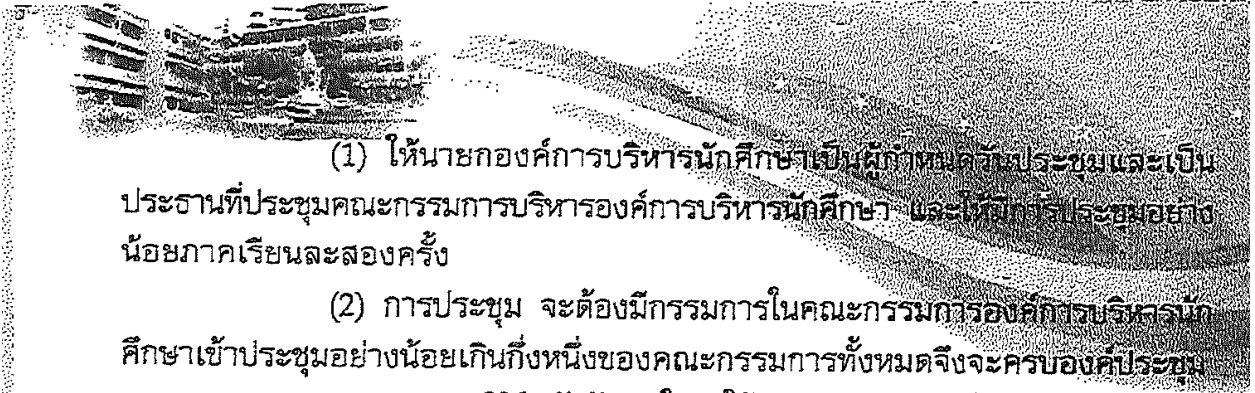 (1) ให้นายกองค์การบริหารนักศึกษาเป็นผู้กำหนดวันประชุมและเป็น
ประธานที่ประชุมคณะกรรมการบริหารองค์การบริหารนักศึกษา และให้มีการประชุมอย่าง
น้อยภาคเรียนละสองครั้ง
(2) การประชุม จะต้องมีกรรมการในคณะกรรมการองค์การบริหารนัก
ศึกษาเข้าประชุมอย่างน้อยเกินกึ่งหนึ่งของคณะกรรมการทั้งหมดจึงจะครบองค์ประชุม